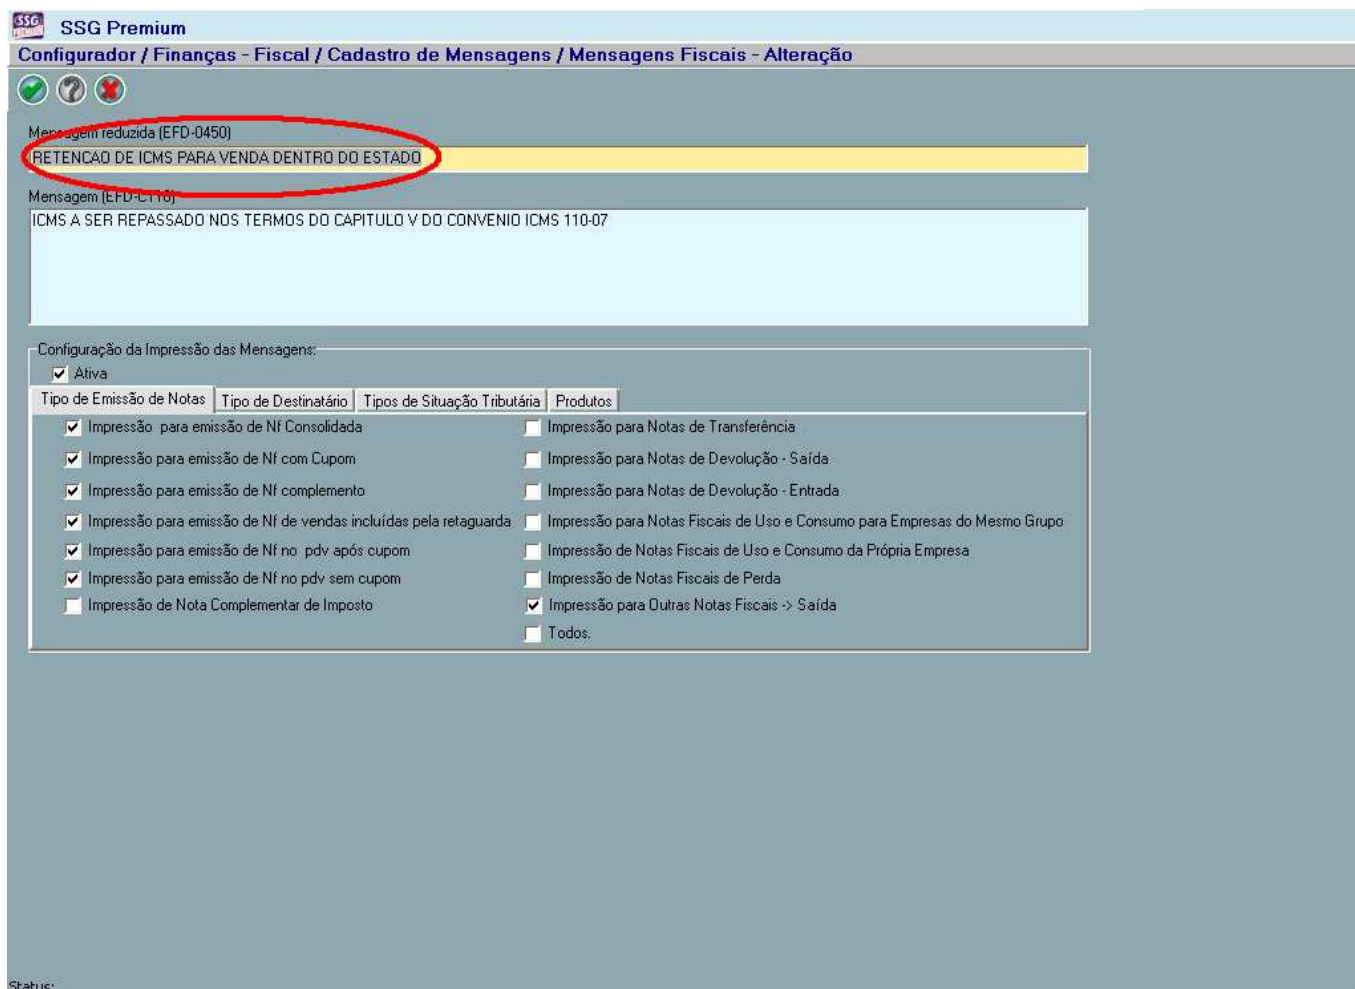 SSG Premium
Configurador / Finanças - Fiscal / Cadastro de Mensagens / Mensagens Fiscais - Alteração
Mensagem reduzida (EFD-0450)
RETENCAO DE ICMS PARA VENDA DENTRO DO ESTADO
Mensagem (EFD-C110)
ICMS A SER REPASSADO NOS TERMOS DO CAPITULO V DO CONVENIO ICMS 110-07
Configuração da Impressão das Mensagens:
Ativa
Tipo de Emissão de Notas Tipo de Destinatário Tipos de Situação Tributária Produtos
Impressão para emissão de Nf Consolidada Impressão para Notas de Transferência
Impressão para emissão de Nf com Cupom Impressão para Notas de Devolução - Saída
Impressão para emissão de Nf complemento Impressão para Notas de Devolução - Entrada
Impressão para emissão de Nf de vendas incluídas pela retaguarda Impressão para Notas Fiscais de Uso e Consumo para Empresas do Mesmo Grupo
Impressão para emissão de Nf no pdv após cupom Impressão de Notas Fiscais de Uso e Consumo da Própria Empresa
Impressão para emissão de Nf no pdv sem cupom Impressão de Notas Fiscais de Perda
Impressão de Nota Complementar de Imposto Impressão para Outras Notas Fiscais -> Saída
Todos.
Status: